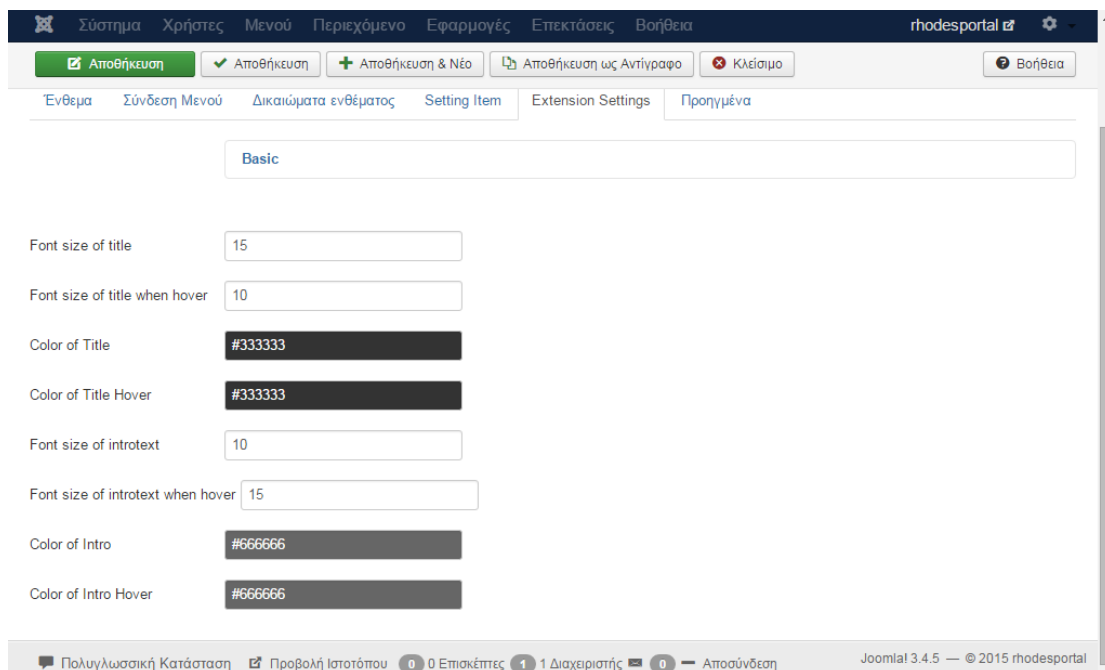 Σύστημα Χρήστες Μενού Περιεχόμενο Εφαρμογές Επεκτάσεις Βοήθεια rhodesportal
Αποθήκευση Αποθήκευση Αποθήκευση & Νέο Αποθήκευση ως Αντίγραφο Κλείσιμο Βοήθεια
Ένθεμα Σύνδεση Μενού Δικαιώματα ενθέματος Setting Item Extension Settings Προηγμένα
Basic
Font size of title 15
Font size of title when hover 10
Color of Title #333333
Color of Title Hover #333333
Font size of introtext 10
Font size of introtext when hover 15
Color of Intro #666666
Color of Intro Hover #666666
Πολυγλωσσική Κατάσταση Προβολή Ιστοτόπου 0 0 Επισκέπτες 1 1 Διαχειριστής 0 Αποσύνδεση Joomla! 3.4.5 — © 2015 rhodesportal